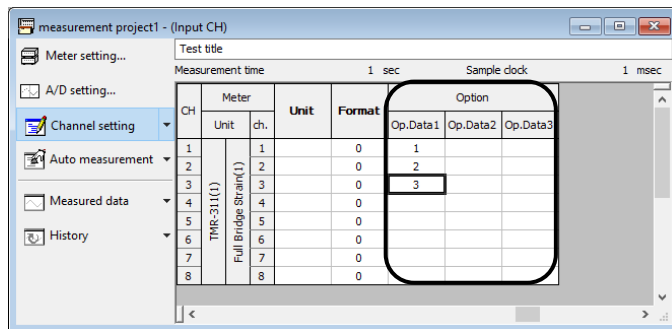 measurement project1 - (Input CH)
Meter setting...
A/D setting...
Channel setting
Auto measurement
Measured data
History
Test title
Measurement time 1 sec Sample clock 1 msec
CH Meter Unit Format Option
Unit ch. Op.Data1 Op.Data2 Op.Data3
TMR-311(1)
Full Bridge Strain(1)
1 1 0 1
2 2 0 2
3 3 0 3
4 4 0
5 5 0
6 6 0
7 7 0
8 8 0